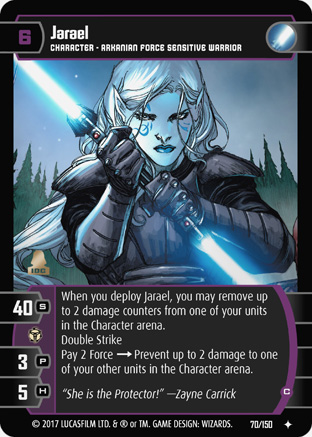 6
Jarael
CHARACTER - ARKANIAN FORCE SENSITIVE WARRIOR
IDC
40 S
When you deploy Jarael, you may remove up
to 2 damage counters from one of your units
in the Character arena.
Double Strike
3 P
Pay 2 Force → Prevent up to 2 damage to one
of your other units in the Character arena.
5 H
"She is the Protector!" —Zayne Carrick
C
© 2017 LUCASFILM LTD. & ® or TM. GAME DESIGN: WIZARDS.
70/150